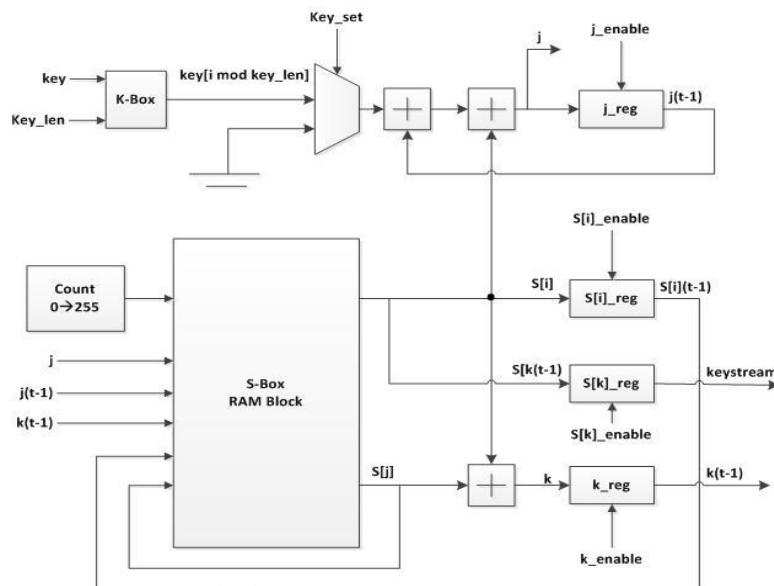 Key_set
j
j_enable
key
key[i mod key_len]
K-Box
Key_len
j_reg
j(t-1)
S[i]_enable
Count
0→255
S[i]
S[i]_reg
S[i](t-1)
j
j(t-1)
k(t-1)
S-Box
RAM Block
S[k(t-1)
S[k]_reg
keystream
S[k]_enable
S[j]
k
k_reg
k(t-1)
k_enable